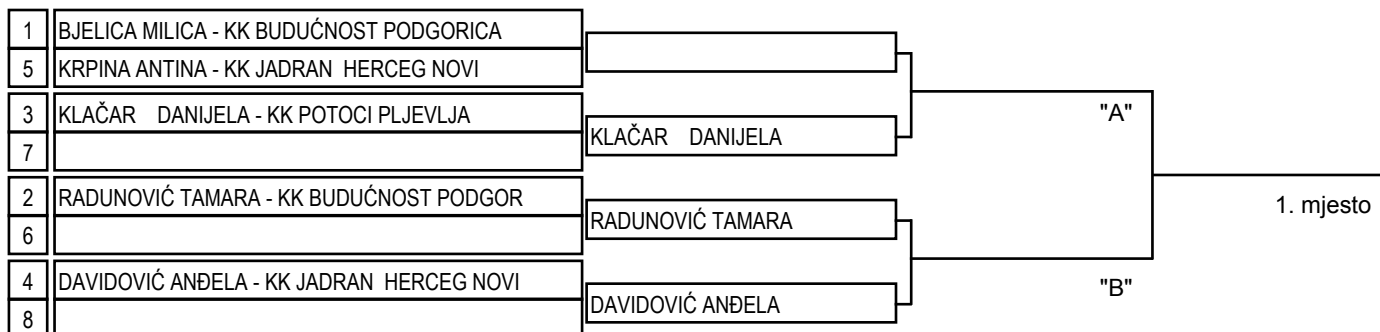 1 BJELICA MILICA - KK BUDUĆNOST PODGORICA
5 KRPINA ANTINA - KK JADRAN HERCEG NOVI
3 KLAČAR DANIJELA - KK POTOCI PLJEVLJA
7
KLAČAR DANIJELA
"A"
2 RADUNOVIĆ TAMARA - KK BUDUĆNOST PODGOR
6
RADUNOVIĆ TAMARA
1. mjesto
4 DAVIDOVIĆ ANĐELA - KK JADRAN HERCEG NOVI
8
DAVIDOVIĆ ANĐELA
"B"